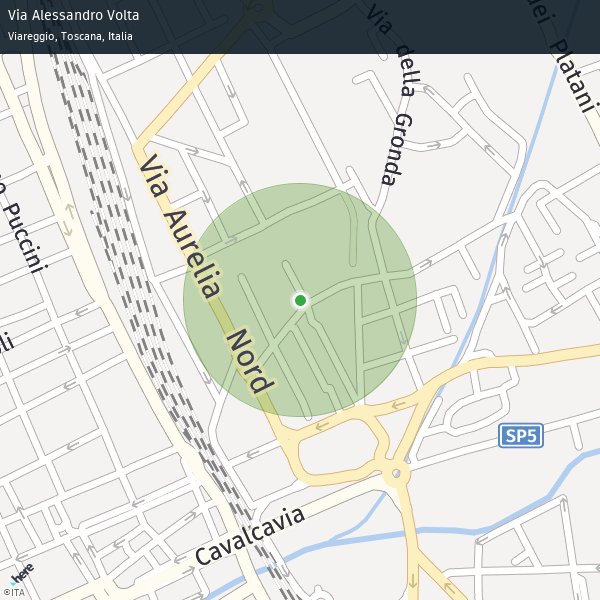 Via Alessandro Volta
Viareggio, Toscana, Italia
Via della Gronda
dei Platani
Via Aurelia Nord
Puccini
SP5
Cavalcavia
here
©ITA